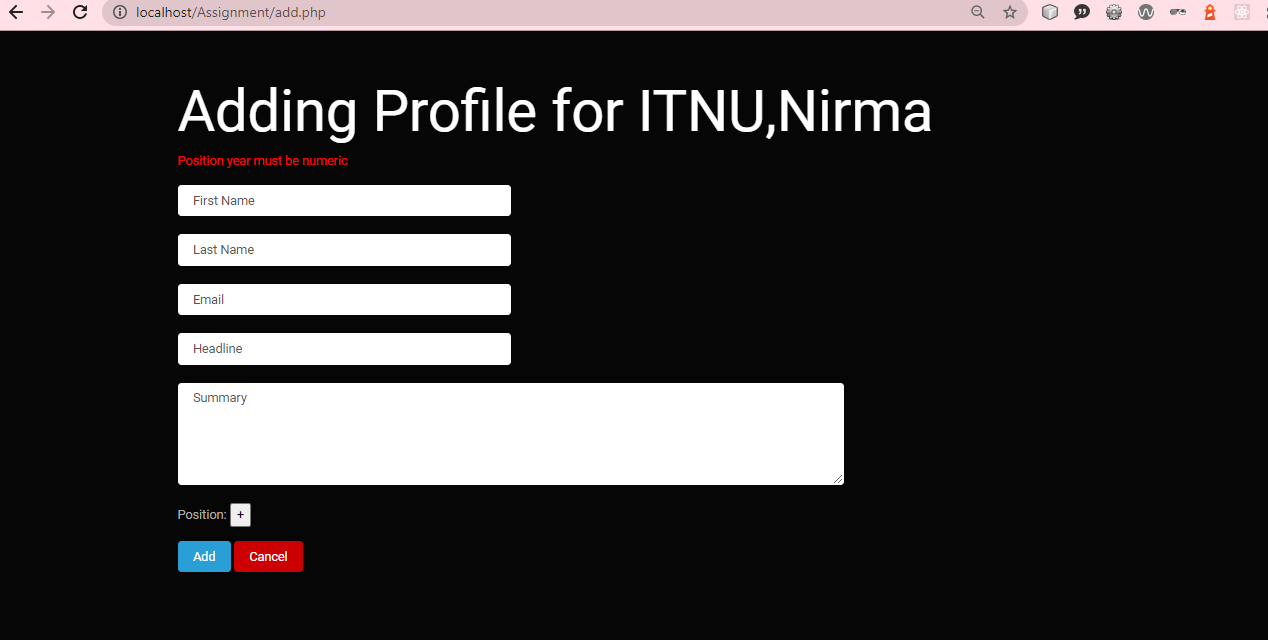 localhost/Assignment/add.php
Adding Profile for ITNU,Nirma
Position year must be numeric
First Name
Last Name
Email
Headline
Summary
Position: +
Add Cancel